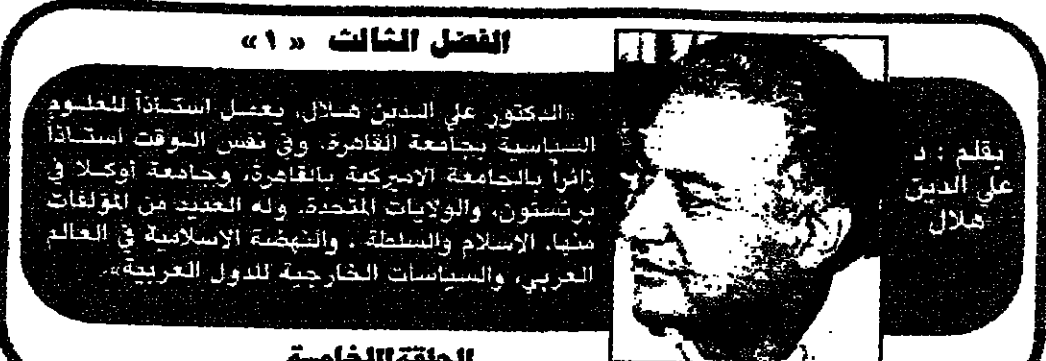 الفصل الثالث « ١ »
بقلم : د
علي الدين
هلال
«الدكتور علي الدين هلال، يعمل استاذاً للعلوم
السياسية بجامعة القاهرة. وفي نفس الوقت استاذاً
زائراً بالجامعة الاميركية بالقاهرة، وجامعة أوكلا في
برنستون، والولايات المتحدة. وله العديد من المؤلفات
منها. الاسلام والسلطة ، والنهضة الاسلامية في العالم
العربي، والسياسات الخارجية للدول العربية».
الحلقة الخامسة